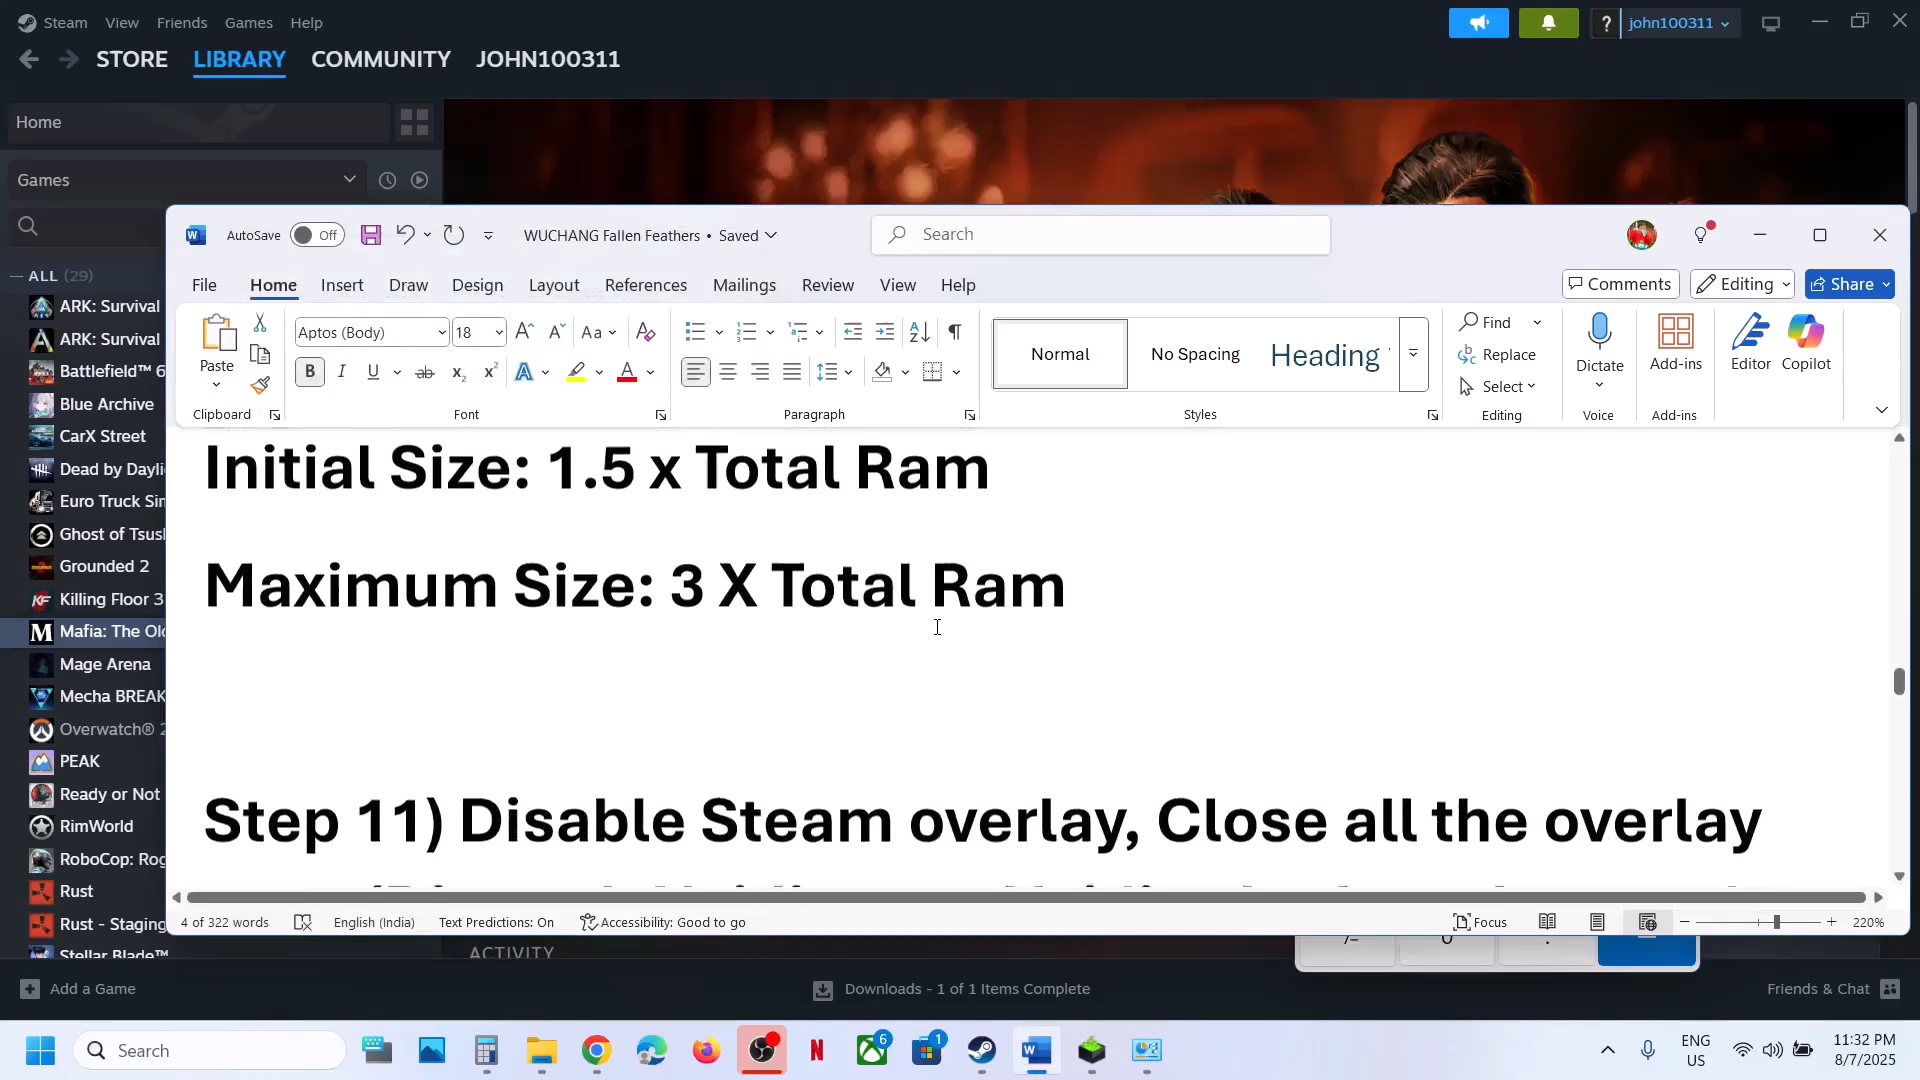 Steam View Friends Games Help
john100311
STORE LIBRARY COMMUNITY JOHN100311
Home
Games
ALL (29)
ARK: Survival
ARK: Survival
Battlefield™ 6
Blue Archive
CarX Street
Dead by Dayli
Euro Truck Sim
Ghost of Tsush
Grounded 2
Killing Floor 3
Mafia: The Old
Mage Arena
Mecha BREAK
Overwatch® 2
PEAK
Ready or Not
RimWorld
RoboCop: Rog
Rust
Rust - Staging
Stellar Blade™
AutoSave Off WUCHANG Fallen Feathers • Saved Search
File Home Insert Draw Design Layout References Mailings Review View Help
Comments Editing Share
Paste
Clipboard
Aptos (Body) 18
Font
Paragraph
Normal No Spacing Heading
Styles
Find
Replace
Select
Editing
Dictate
Voice
Add-ins
Add-ins
Editor Copilot
Initial Size: 1.5 x Total Ram
Maximum Size: 3 X Total Ram
Step 11) Disable Steam overlay, Close all the overlay
4 of 322 words English (India) Text Predictions: On Accessibility: Good to go Focus 220%
ACTIVITY
Add a Game
Downloads - 1 of 1 Items Complete
Friends & Chat
Search
6
1
ENG
US
11:32 PM
8/7/2025